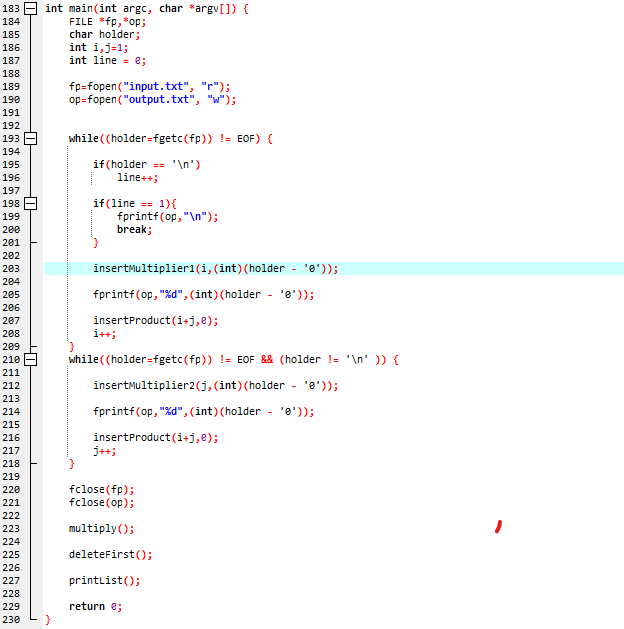 183 int main(int argc, char *argv[]) {
184     FILE *fp,*op;
185     char holder;
186     int i,j=1;
187     int line = 0;
188
189     fp=fopen("input.txt", "r");
190     op=fopen("output.txt", "w");
191
192
193     while((holder=fgetc(fp)) != EOF) {
194
195         if(holder == '\n')
196             line++;
197
198         if(line == 1){
199             fprintf(op,"\n");
200             break;
201         }
202
203         insertMultiplier1(i,(int)(holder - '0'));
204
205         fprintf(op,"%d",(int)(holder - '0'));
206
207         insertProduct(i+j,0);
208         i++;
209     }
210     while((holder=fgetc(fp)) != EOF && (holder != '\n' )) {
211
212         insertMultiplier2(j,(int)(holder - '0'));
213
214         fprintf(op,"%d",(int)(holder - '0'));
215
216         insertProduct(i+j,0);
217         j++;
218     }
219
220     fclose(fp);
221     fclose(op);
222
223     multiply();
224
225     deleteFirst();
226
227     printList();
228
229     return 0;
230 }